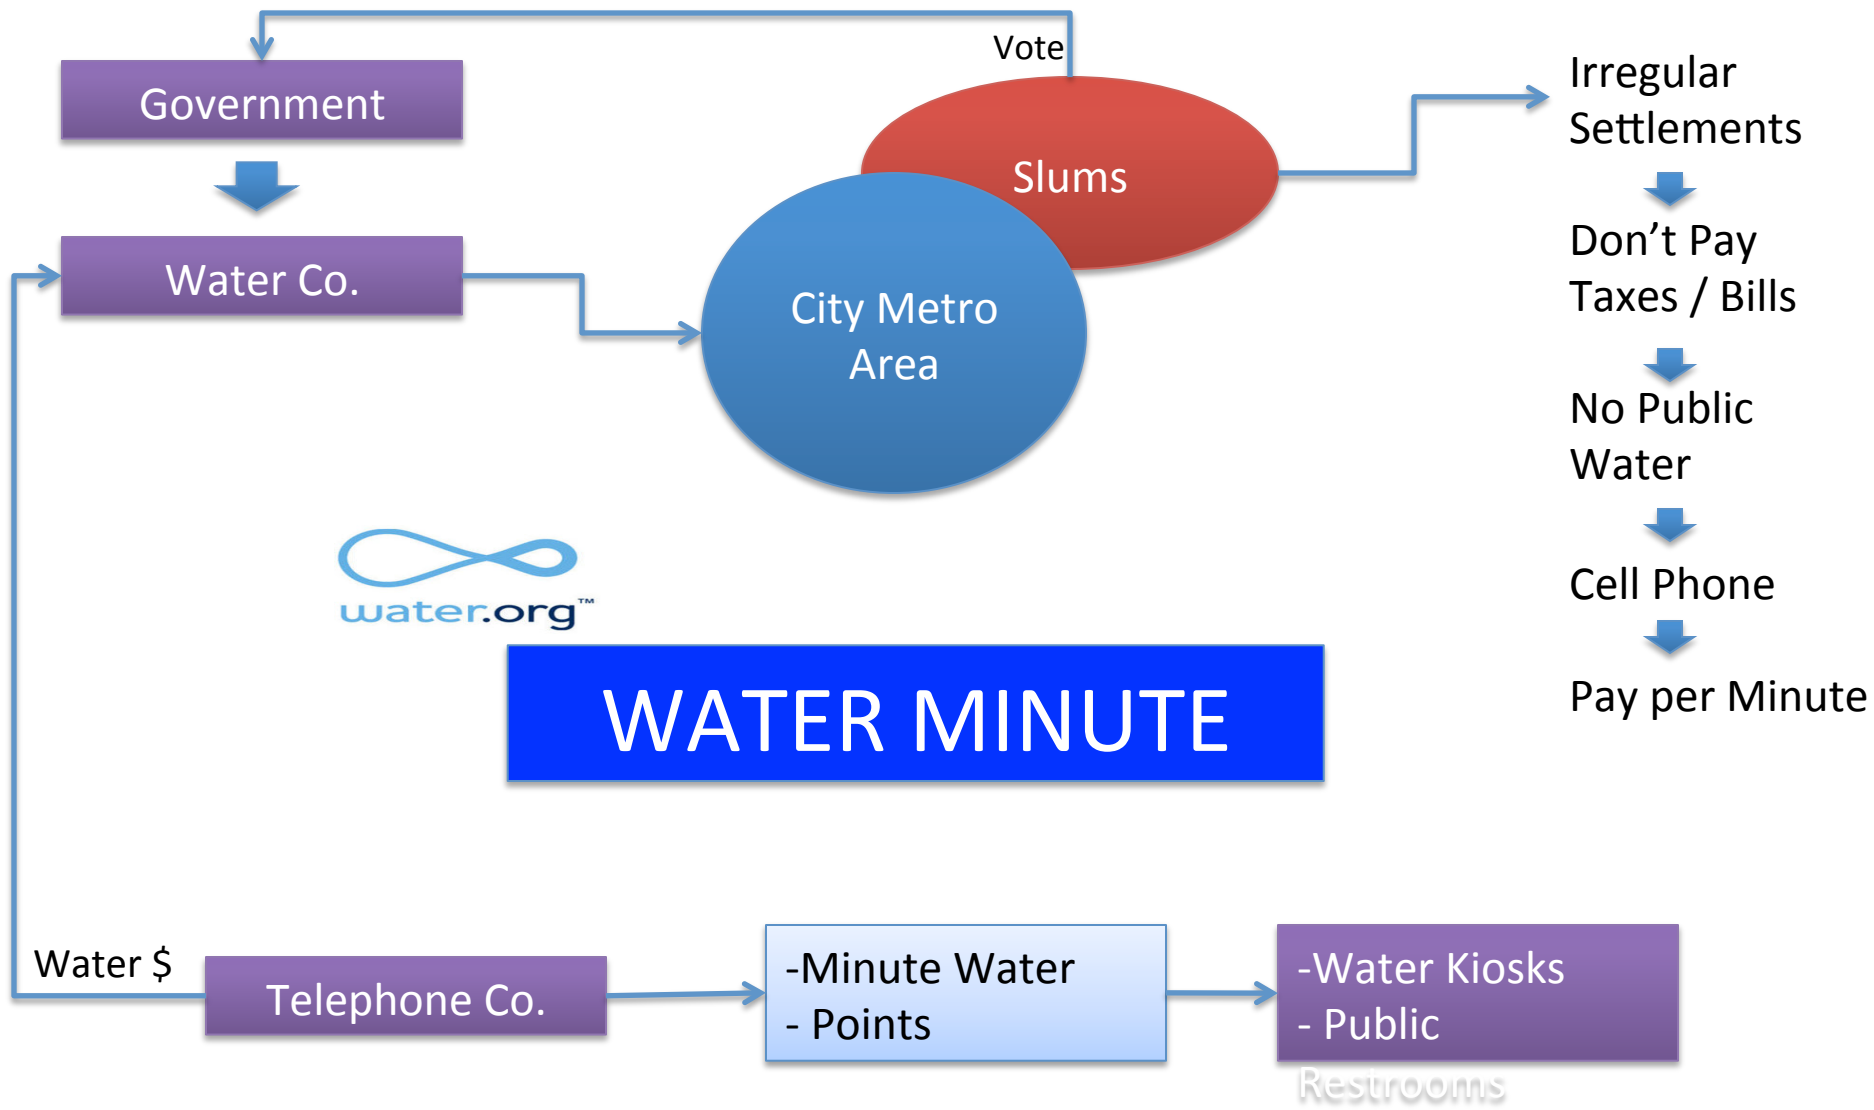 Vote
Government
Irregular
Settlements
Slums
Don't Pay
Taxes / Bills
Water Co.
City Metro
Area
No Public
Water
Cell Phone
water.org™
Pay per Minute
WATER MINUTE
Water $
Telephone Co.
-Minute Water
- Points
-Water Kiosks
- Public
Restrooms